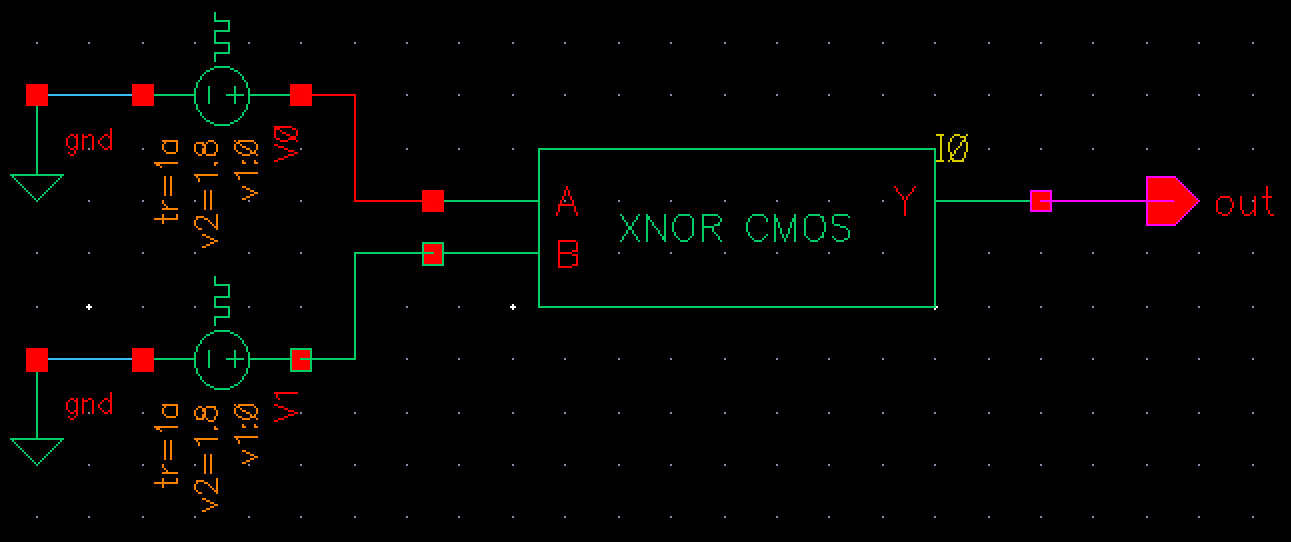 gnd
tr=1a
v2=1.8
v1:0
V0
A
B
XNOR CMOS
Y
I0
out
gnd
tr=1a
v2=1.8
v1:0
V1